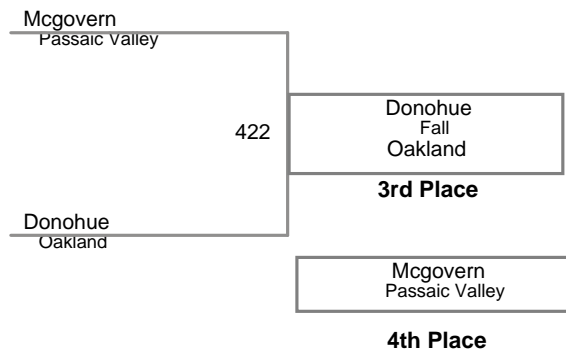 Mcgovern
Passaic Valley
422
Donohue
Fall
Oakland
3rd Place
Donohue
Oakland
Mcgovern
Passaic Valley
4th Place